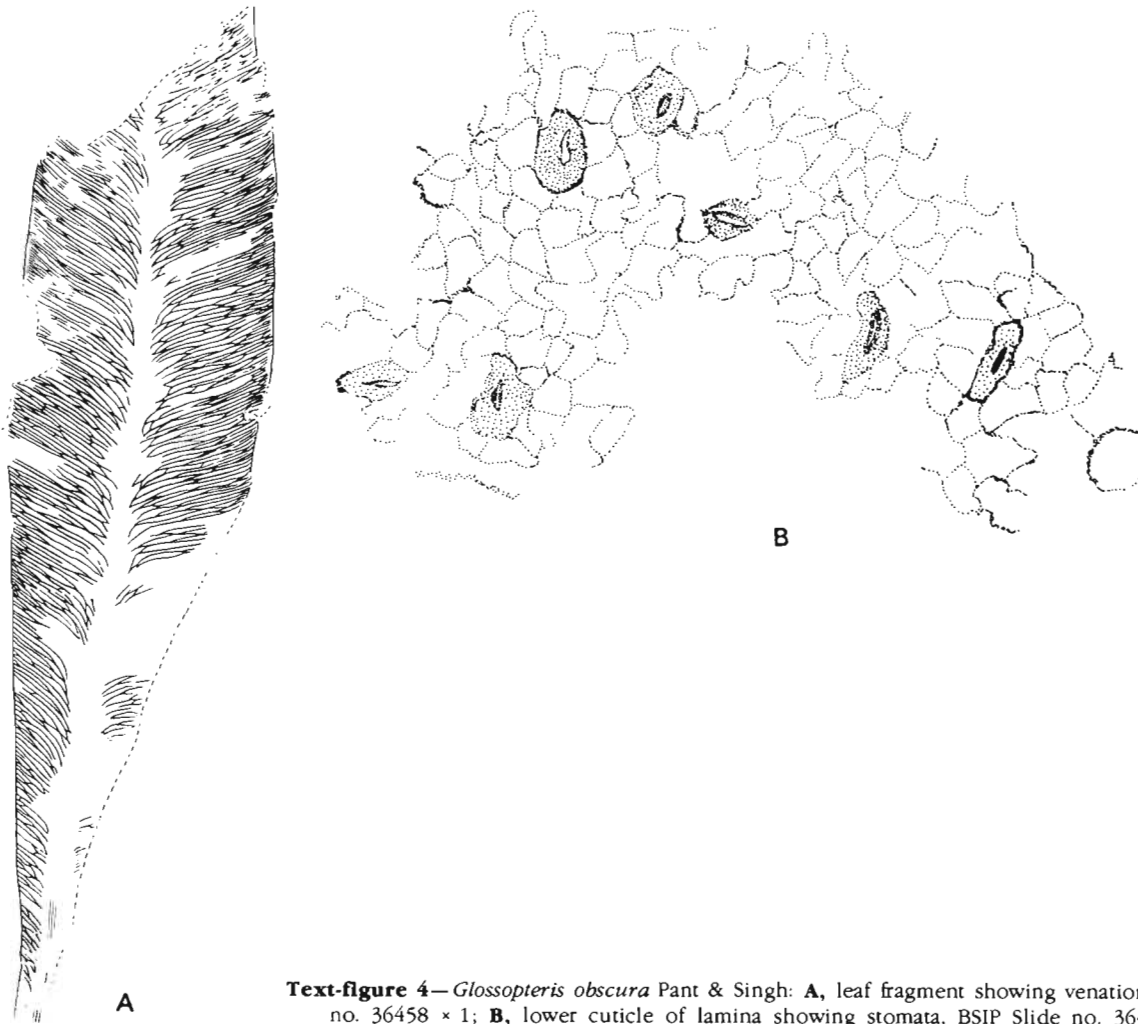 A
B
Text-figure 4—Glossopteris obscura Pant & Singh: A, leaf fragment showing venation
no. 36458 × 1; B, lower cuticle of lamina showing stomata, BSIP Slide no.